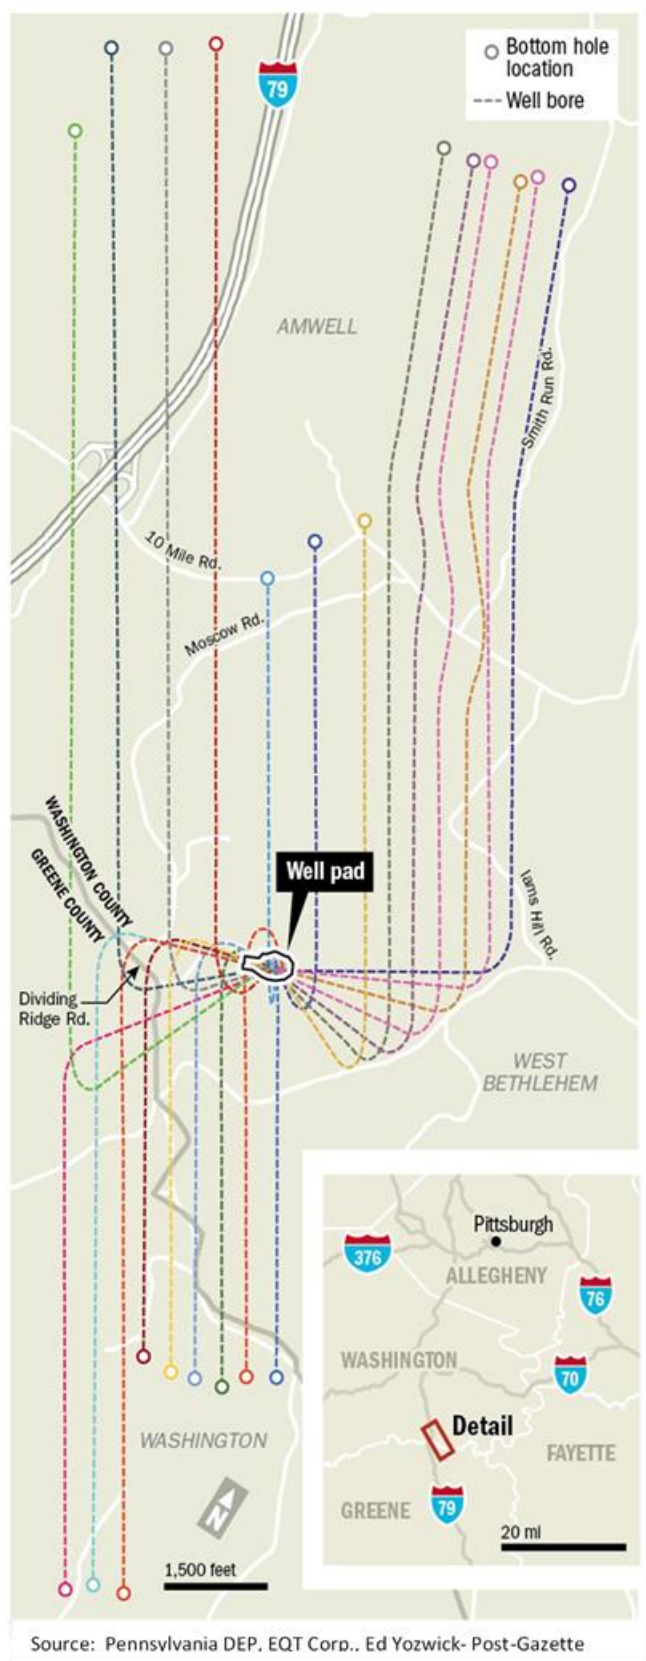 79
Bottom hole
location
Well bore
AMWELL
Smith Run Rd.
10 Mile Rd.
Moscow Rd.
WASHINGTON COUNTY
GREENE COUNTY
Well pad
Iams Hill Rd.
Dividing
Ridge Rd.
WEST
BETHLEHEM
Pittsburgh
376
ALLEGHENY
76
WASHINGTON
70
Detail
FAYETTE
GREENE
79
20 mi
WASHINGTON
N
1,500 feet
Source: Pennsylvania DEP, EQT Corp., Ed Yozwick- Post-Gazette